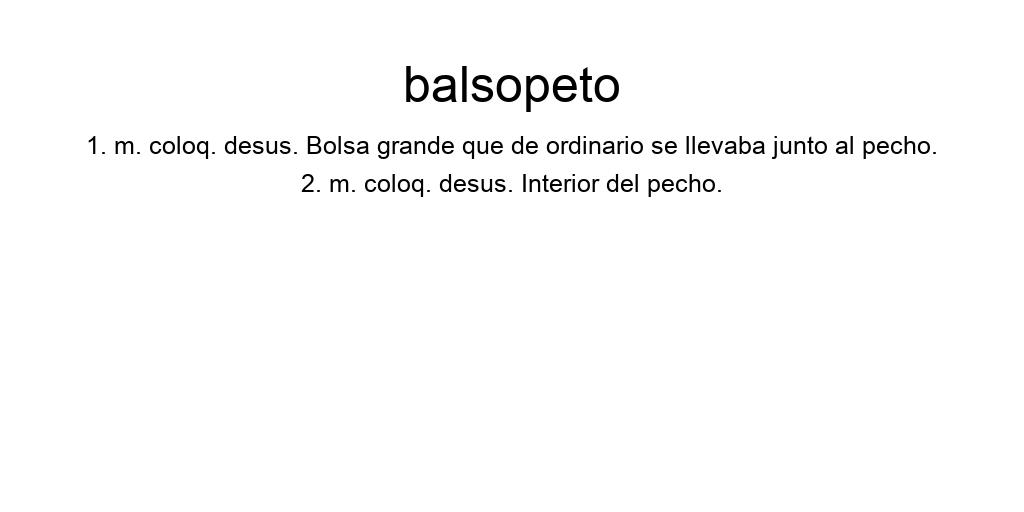 balsopeto
1. m. coloq. desus. Bolsa grande que de ordinario se llevaba junto al pecho.
2. m. coloq. desus. Interior del pecho.